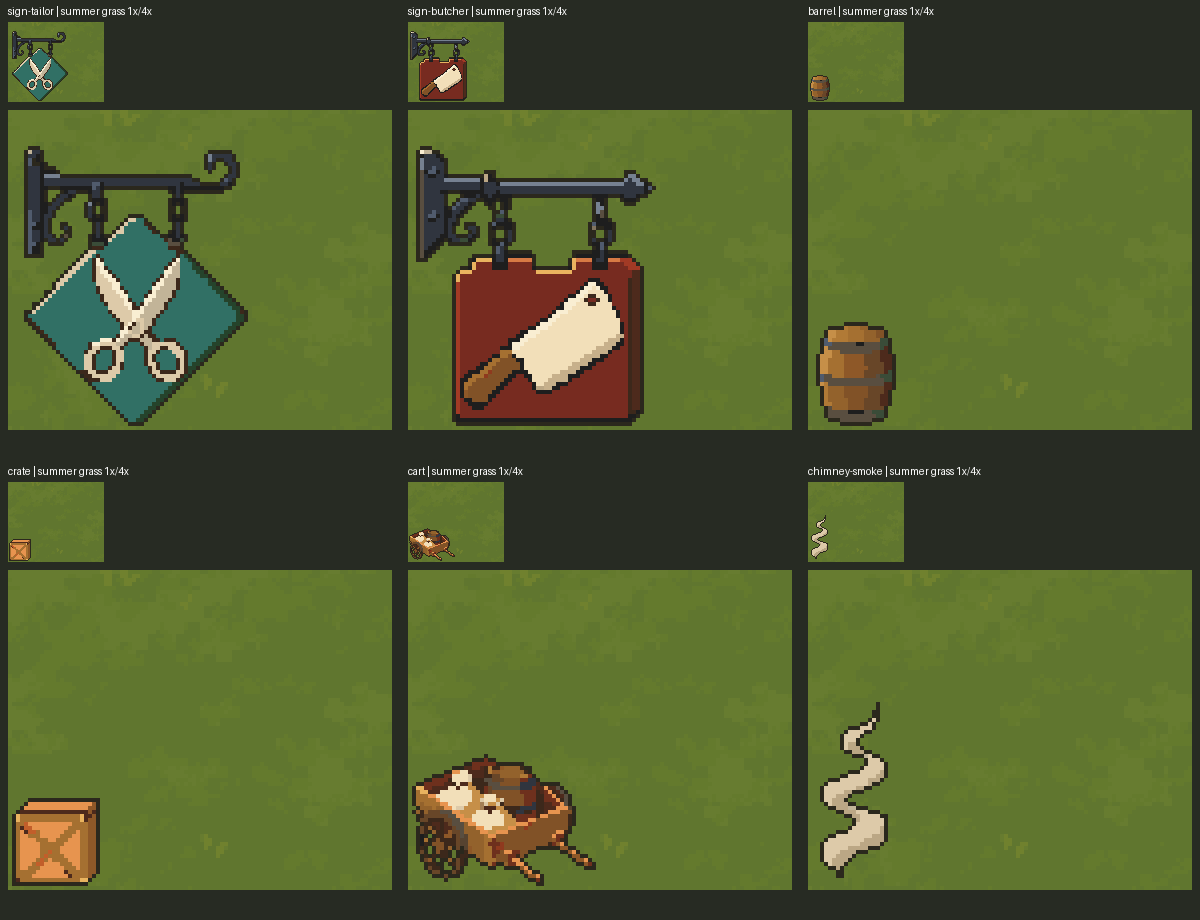 sign-tailor | summer grass 1x/4x
sign-butcher | summer grass 1x/4x
barrel | summer grass 1x/4x
crate | summer grass 1x/4x
cart | summer grass 1x/4x
chimney-smoke | summer grass 1x/4x